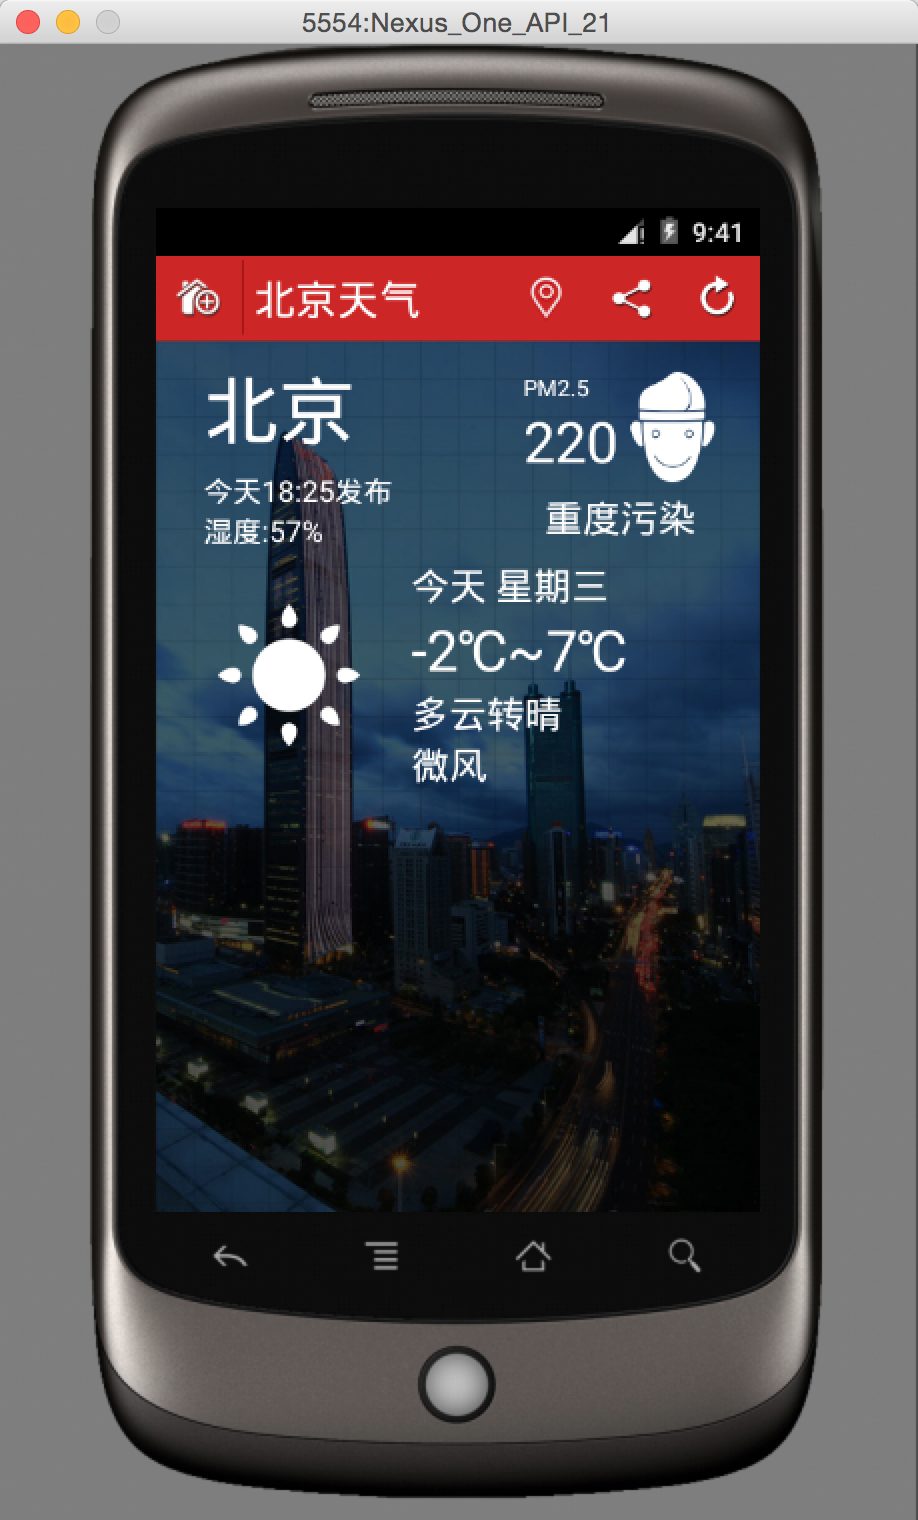 5554:Nexus_One_API_21
9:41
北京天气
北京
PM2.5
220
今天18:25发布
湿度:57%
重度污染
今天 星期三
-2℃~7℃
多云转晴
微风